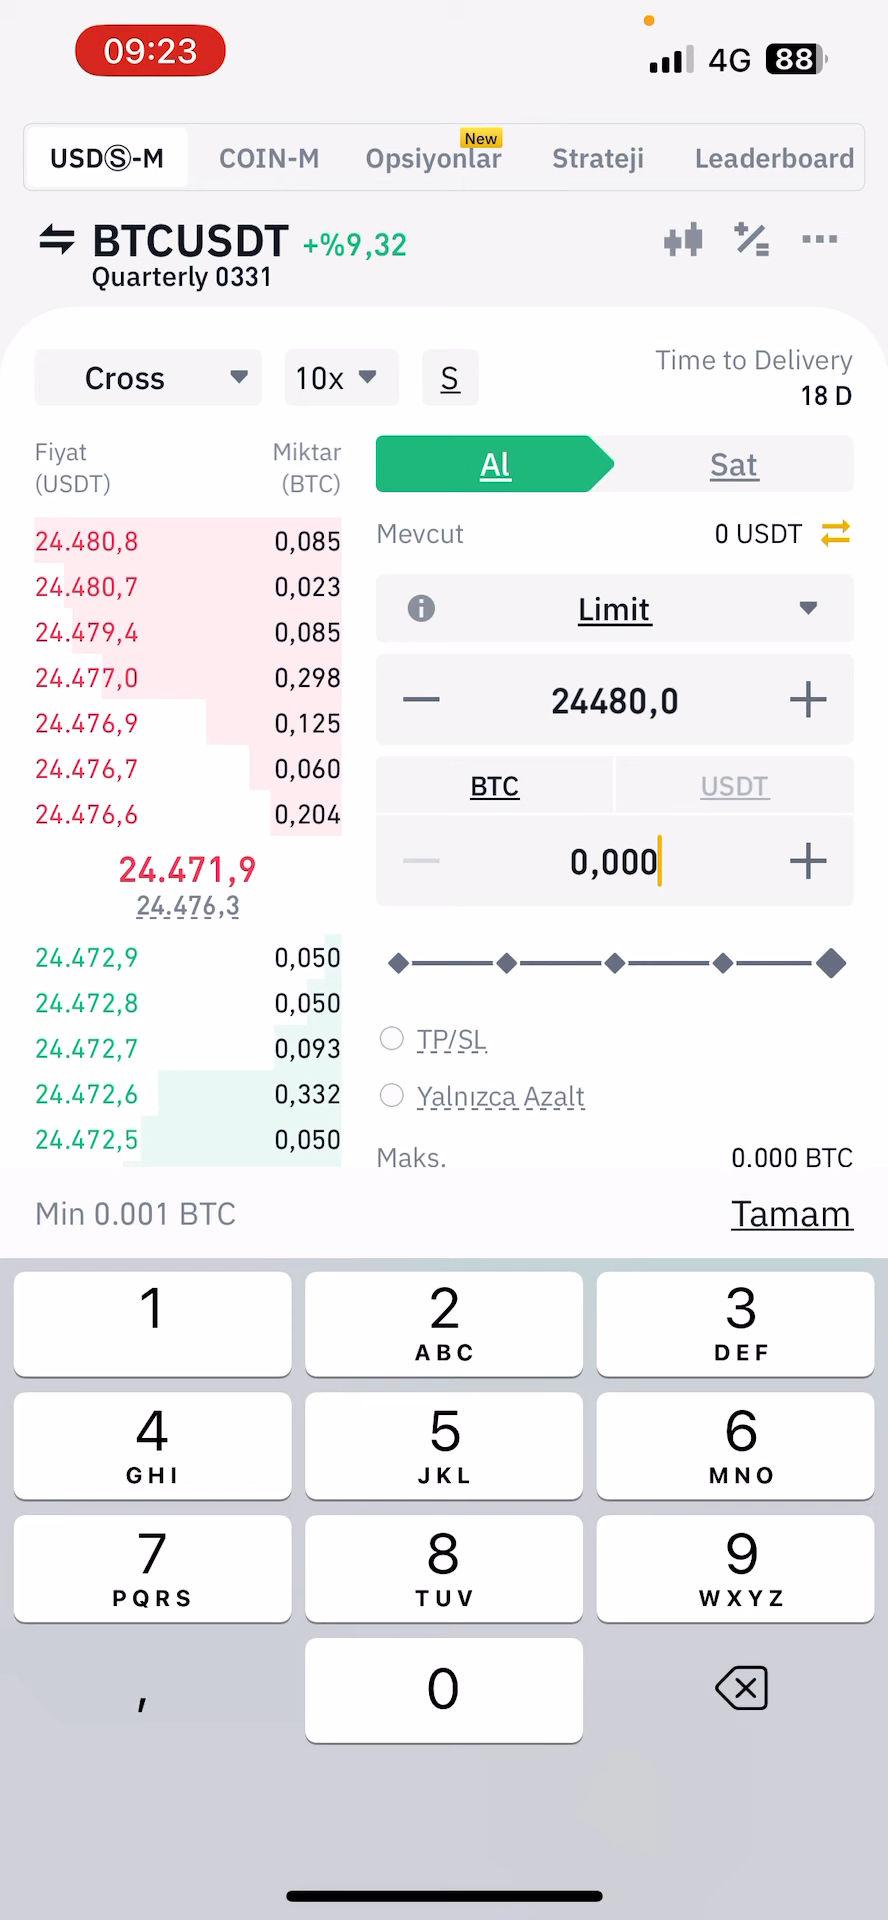 09:23
4G 88
USDⓈ-M COIN-M Opsiyonlar New Strateji Leaderboard
BTCUSDT +%9,32
Quarterly 0331
Cross 10x S
Time to Delivery
18 D
Fiyat
(USDT)
Miktar
(BTC)
24.480,8 0,085
24.480,7 0,023
24.479,4 0,085
24.477,0 0,298
24.476,9 0,125
24.476,7 0,060
24.476,6 0,204
24.471,9
24.476,3
24.472,9 0,050
24.472,8 0,050
24.472,7 0,093
24.472,6 0,332
24.472,5 0,050
Al Sat
Mevcut 0 USDT
Limit
24480,0
BTC USDT
0,000
TP/SL
Yalnızca Azalt
Maks. 0.000 BTC
Min 0.001 BTC Tamam
1 2 3
ABC DEF
4 5 6
GHI JKL MNO
7 8 9
PQRS TUV WXYZ
, 0